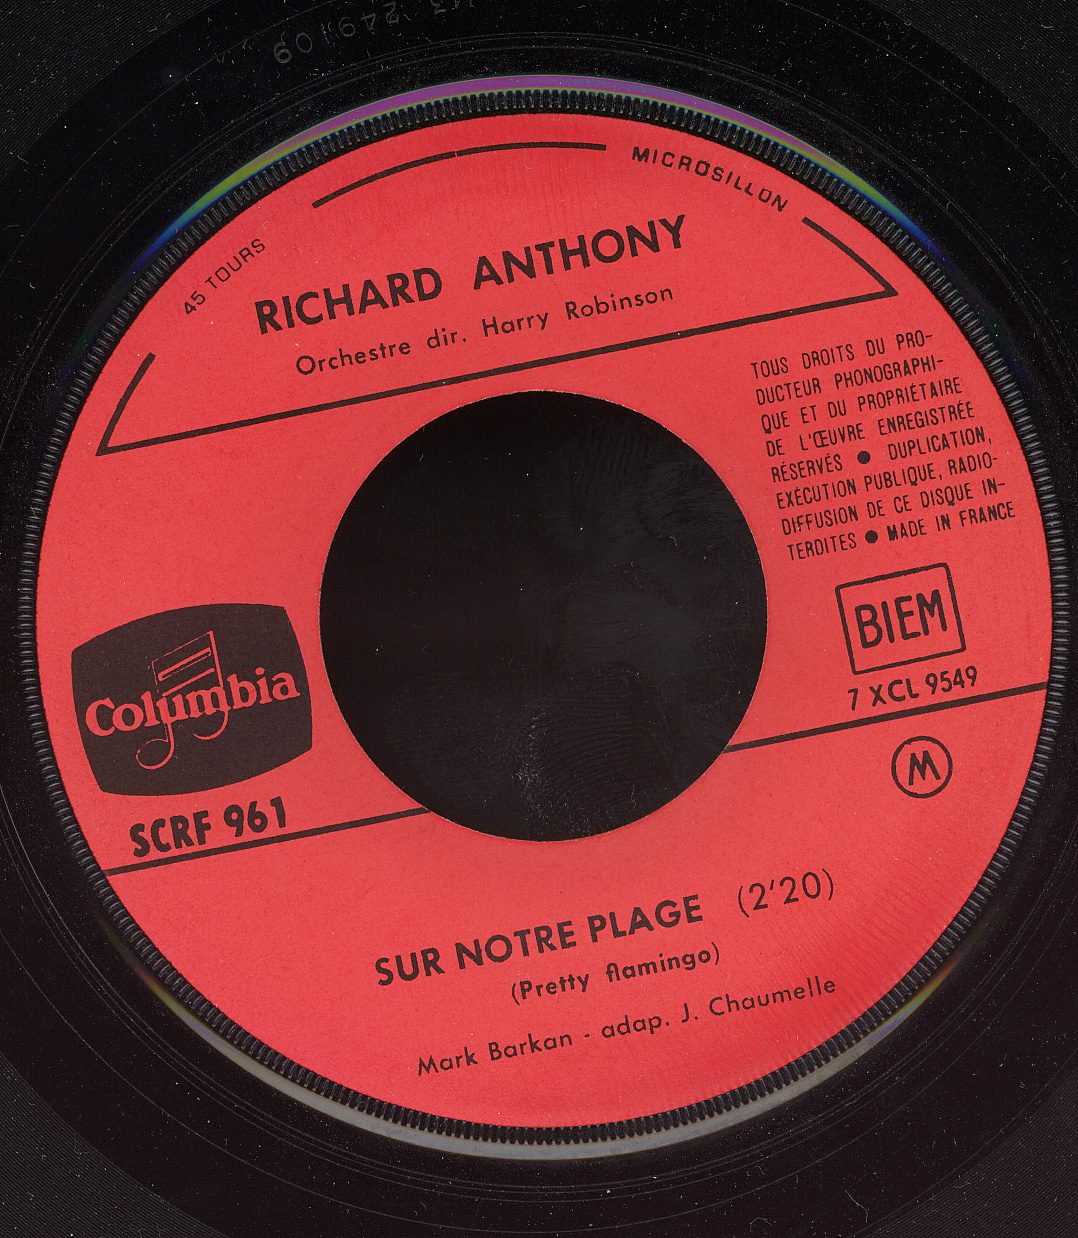 45 TOURS
MICROSILLON
RICHARD ANTHONY
Orchestre dir. Harry Robinson
TOUS DROITS DU PRO-
DUCTEUR PHONOGRAPHI-
QUE ET DU PROPRIÉTAIRE
DE L'ŒUVRE ENREGISTRÉE
RÉSERVÉS ● DUPLICATION,
EXÉCUTION PUBLIQUE, RADIO-
DIFFUSION DE CE DISQUE IN-
TERDITES ● MADE IN FRANCE
BIEM
7 XCL 9549
M
Columbia
SCRF 961
SUR NOTRE PLAGE (2'20)
(Pretty flamingo)
Mark Barkan - adap. J. Chaumelle